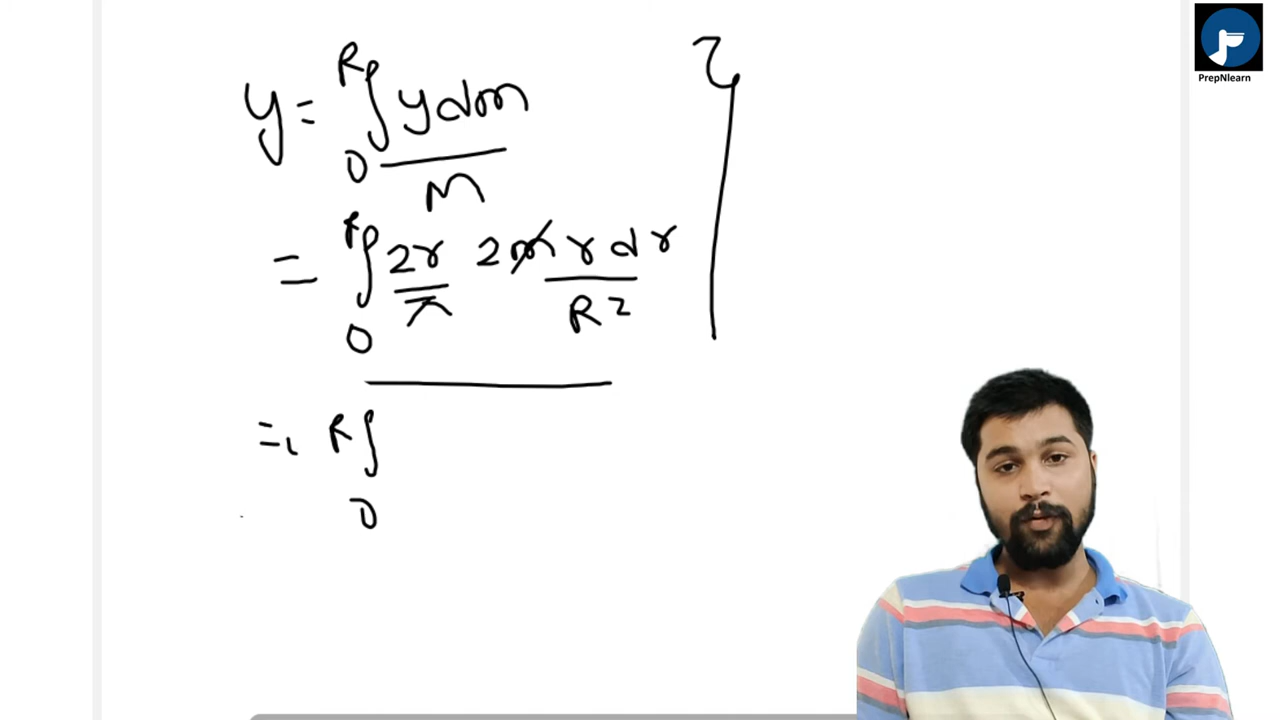 PrepNlearn
y = ∫₀ᴿ y dm / M
= ∫₀ᴿ 2r/π 2m r dr / R²
= ∫₀ᴿ